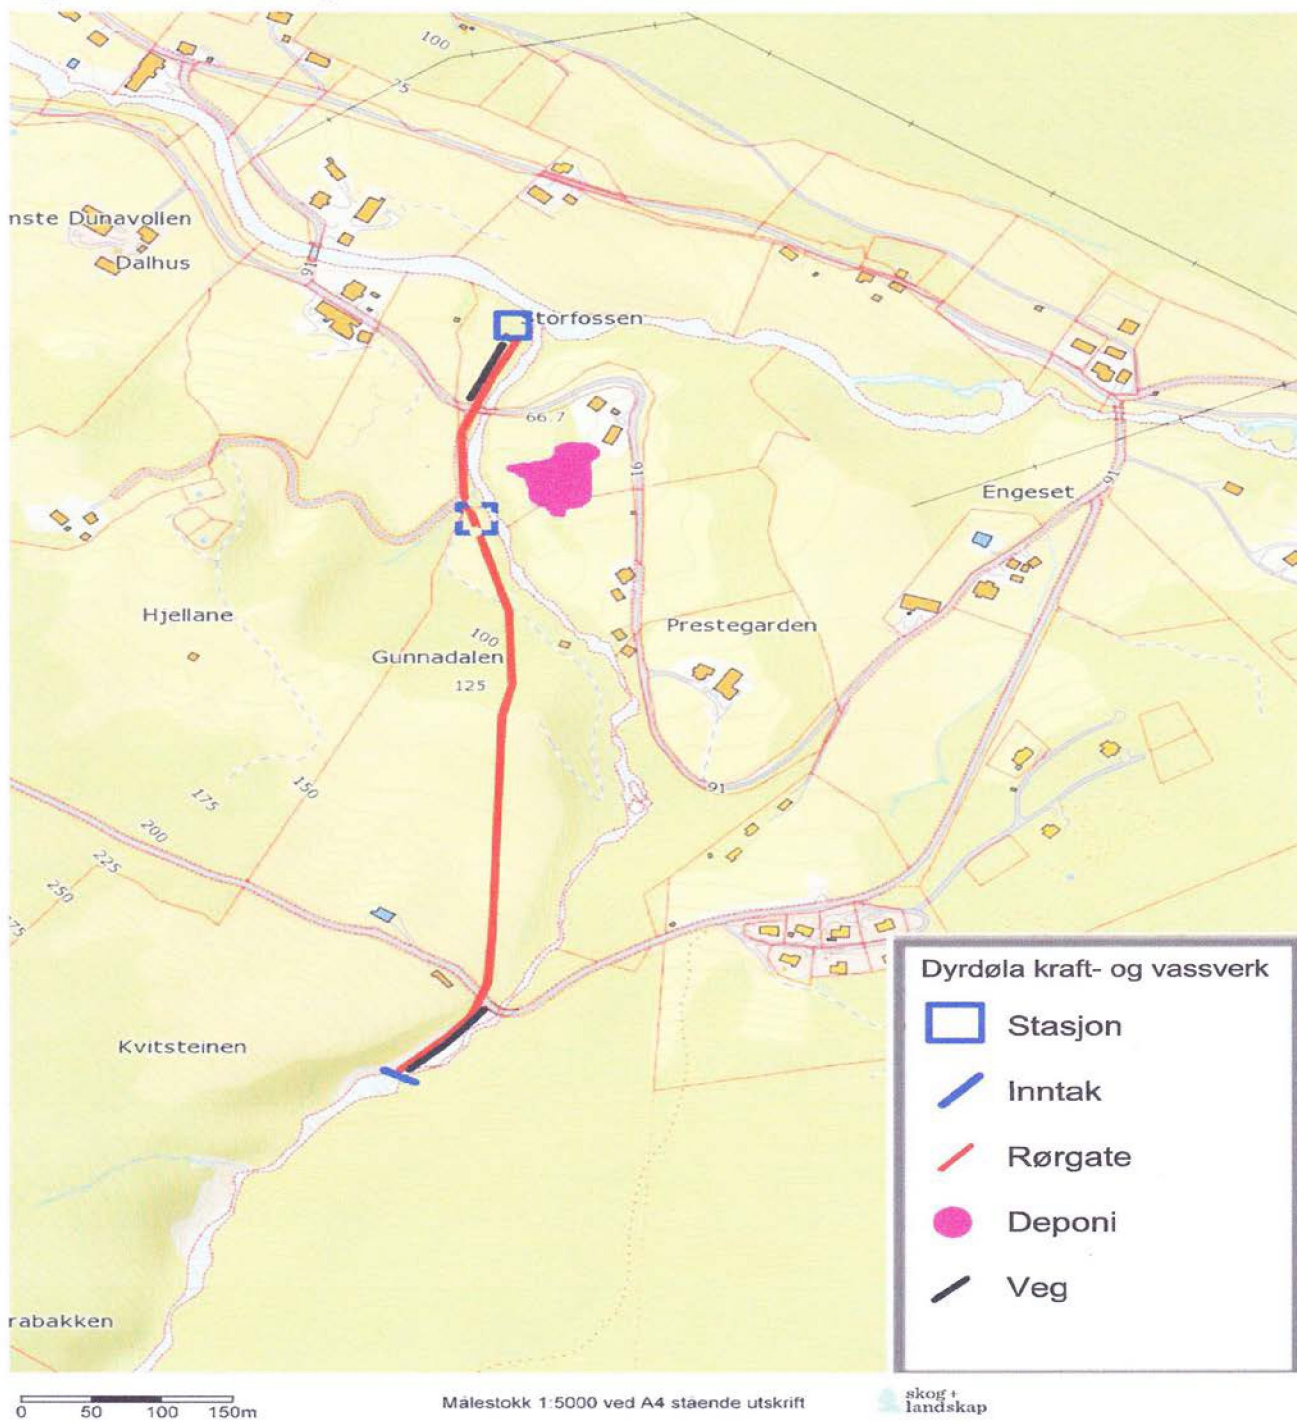 100
75
mste Dunavollen
Dalhus
91
Storfossen
66.7
91
91
Engeset
Hjellane
100
Prestegarden
Gunnadalen
125
150
175
91
200
225
250
275
Dyrdøla kraft- og vassverk
Stasjon
Inntak
Kvitsteinen
Rørgate
Deponi
Veg
rabakken
0 50 100 150m
Målestokk 1:5000 ved A4 stående utskrift
skog +
landskap